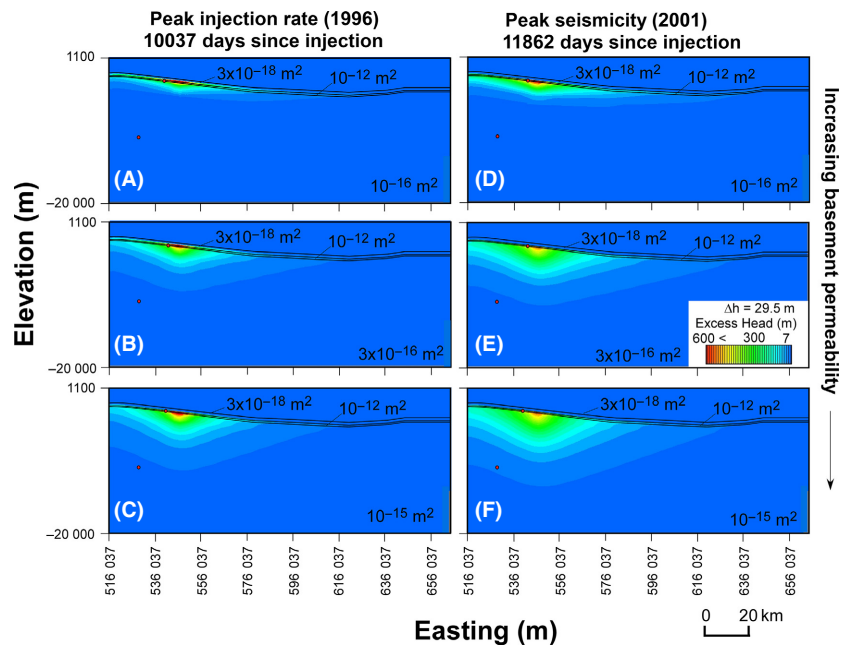 Peak injection rate (1996)
10037 days since injection
Peak seismicity (2001)
11862 days since injection
1100
3x10⁻¹⁸ m²
10⁻¹² m²
(A)
10⁻¹⁶ m²
−20 000
3x10⁻¹⁸ m²
10⁻¹² m²
(D)
10⁻¹⁶ m²
1100
3x10⁻¹⁸ m²
10⁻¹² m²
(B)
3x10⁻¹⁶ m²
−20 000
3x10⁻¹⁸ m²
10⁻¹² m²
(E)
Δh = 29.5 m
Excess Head (m)
600 < 300 7
3x10⁻¹⁶ m²
1100
3x10⁻¹⁸ m²
10⁻¹² m²
(C)
10⁻¹⁵ m²
−20 000
3x10⁻¹⁸ m²
10⁻¹² m²
(F)
10⁻¹⁵ m²
Elevation (m)
Increasing basement permeability
516 037
536 037
556 037
576 037
596 037
616 037
636 037
656 037
516 037
536 037
556 037
576 037
596 037
616 037
636 037
656 037
Easting (m)
0 20 km